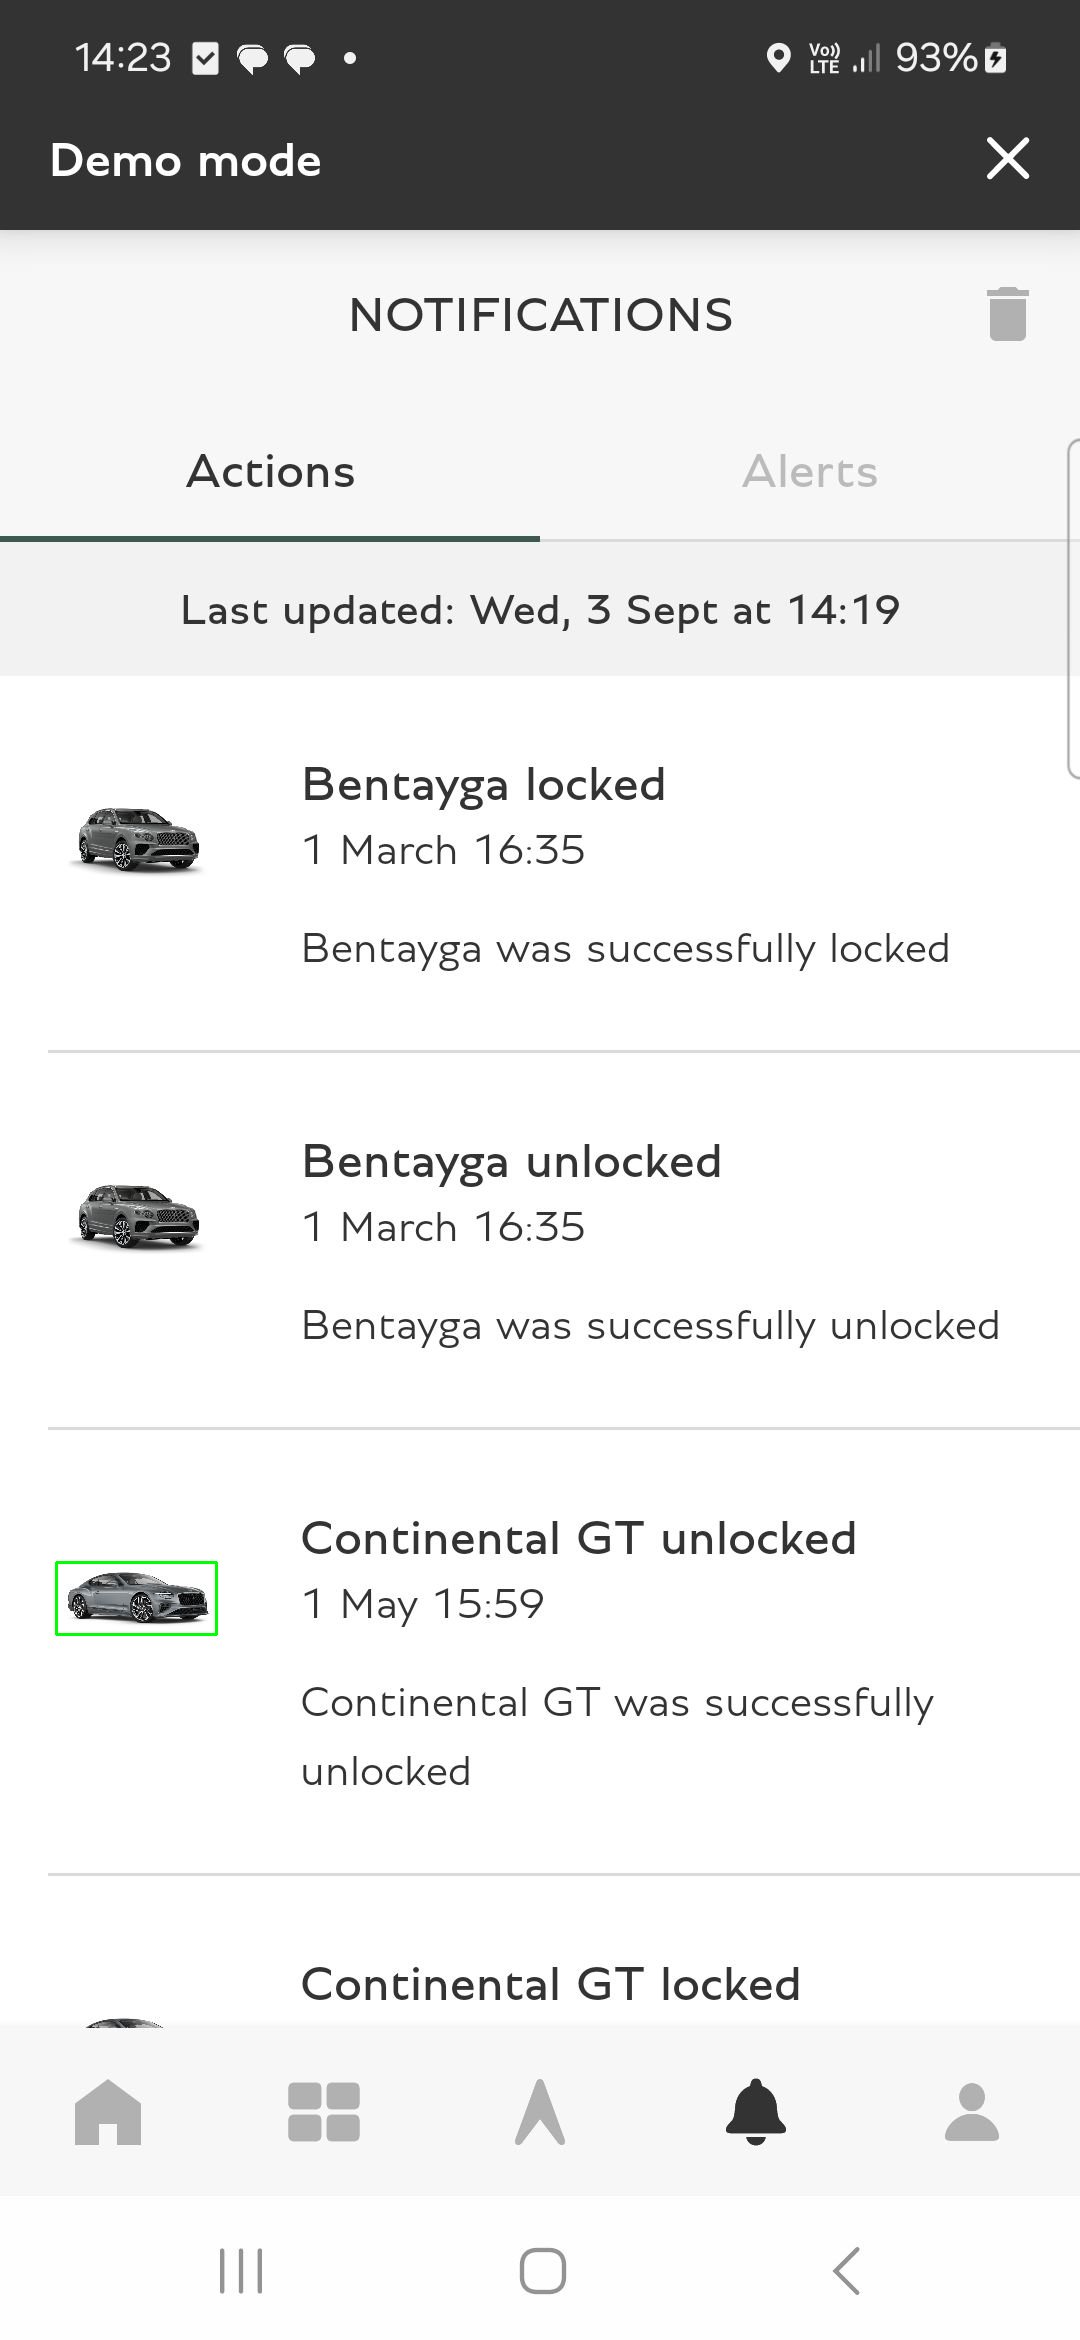 14:23
Vo)) LTE 93%
Demo mode
NOTIFICATIONS
Actions
Alerts
Last updated: Wed, 3 Sept at 14:19
Bentayga locked
1 March 16:35
Bentayga was successfully locked
Bentayga unlocked
1 March 16:35
Bentayga was successfully unlocked
Continental GT unlocked
1 May 15:59
Continental GT was successfully
unlocked
Continental GT locked